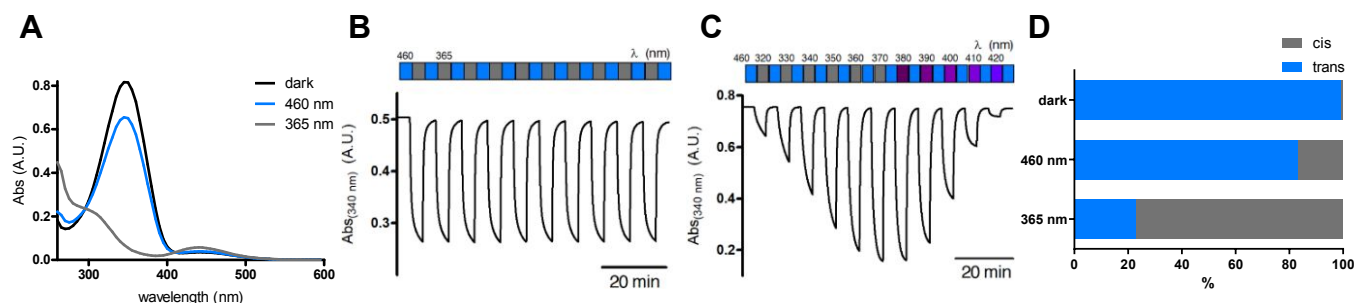 A
dark
460 nm
365 nm
Abs (A.U.)
0.8
0.6
0.4
0.2
0.0
300 400 500 600
wavelength (nm)
B
λ (nm)
460 365
Abs(340 nm) (A.U.)
0.5
0.3
20 min
C
λ (nm)
460 320 330 340 350 360 370 380 390 400 410 420
Abs(340 nm) (A.U.)
0.8
0.6
0.4
0.2
20 min
D
cis
trans
dark
460 nm
365 nm
0 20 40 60 80 100
%